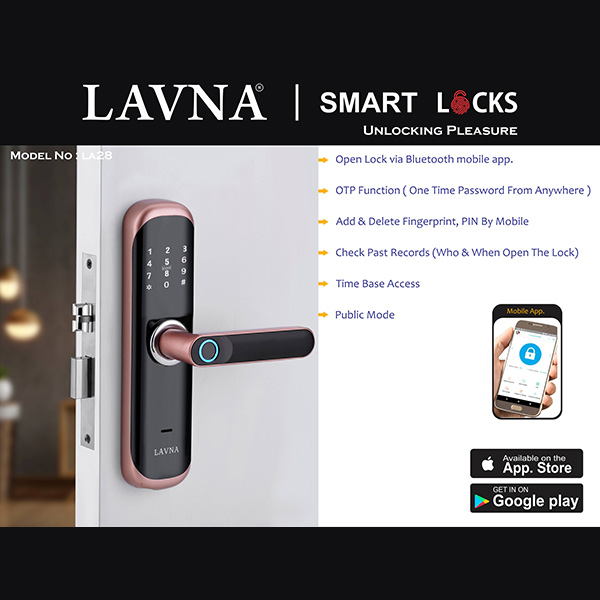 LAVNA® | SMART LOCKS
UNLOCKING PLEASURE
MODEL NO : LA28
Open Lock via Bluetooth mobile app.
OTP Function ( One Time Password From Anywhere )
Add & Delete Fingerprint, PIN By Mobile
Check Past Records (Who & When Open The Lock)
Time Base Access
Public Mode
1 2 3
4 5 6
7 8 9
* 0 #
LAVNA
Mobile App.
Available on the
App. Store
GET IN ON
Google play